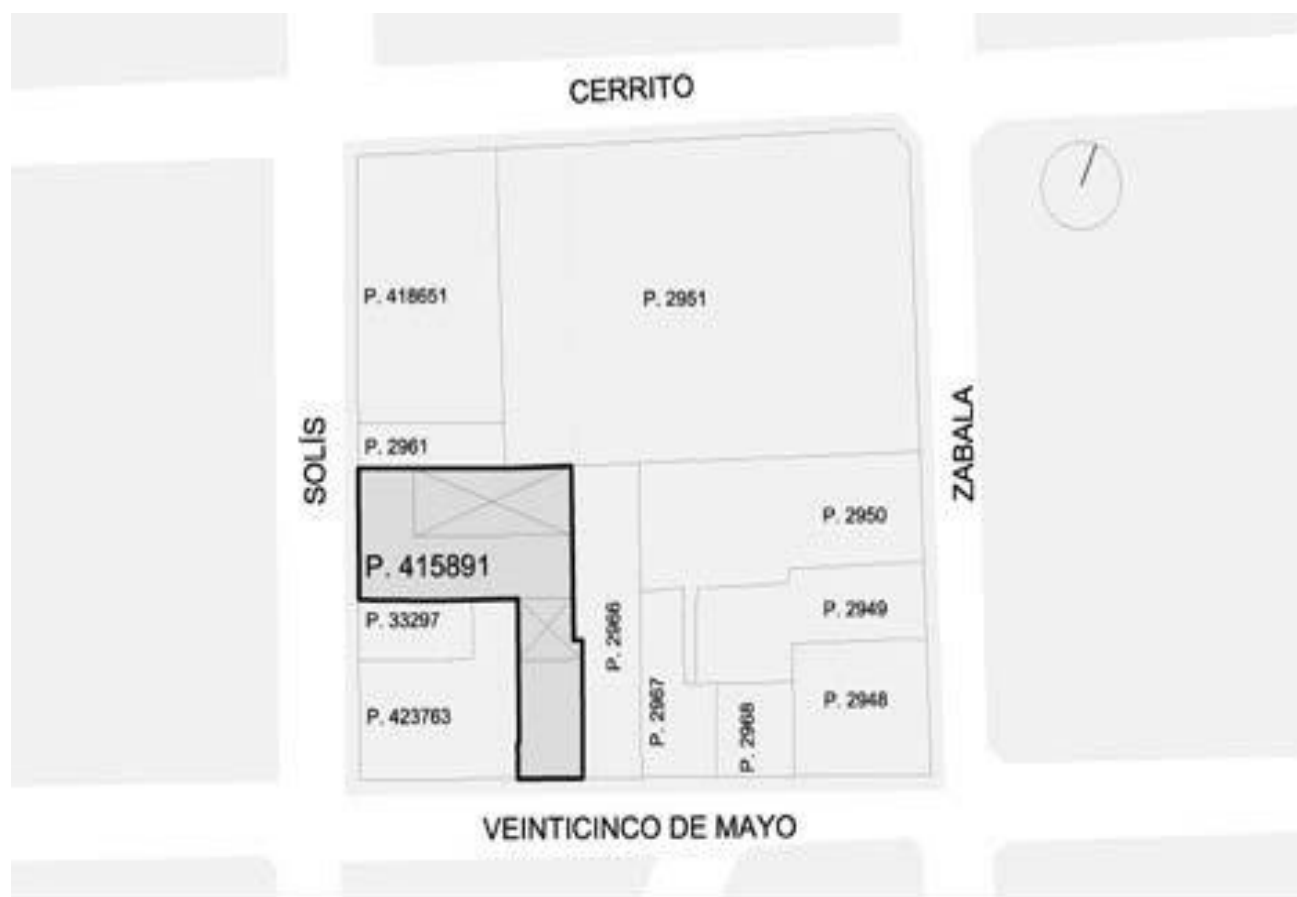 CERRITO
P. 418651
P. 2951
SOLÍS
ZABALA
P. 2961
P. 2950
P. 415891
P. 33297
P. 2966
P. 2949
P. 423763
P. 2967
P. 2968
P. 2948
VEINTICINCO DE MAYO